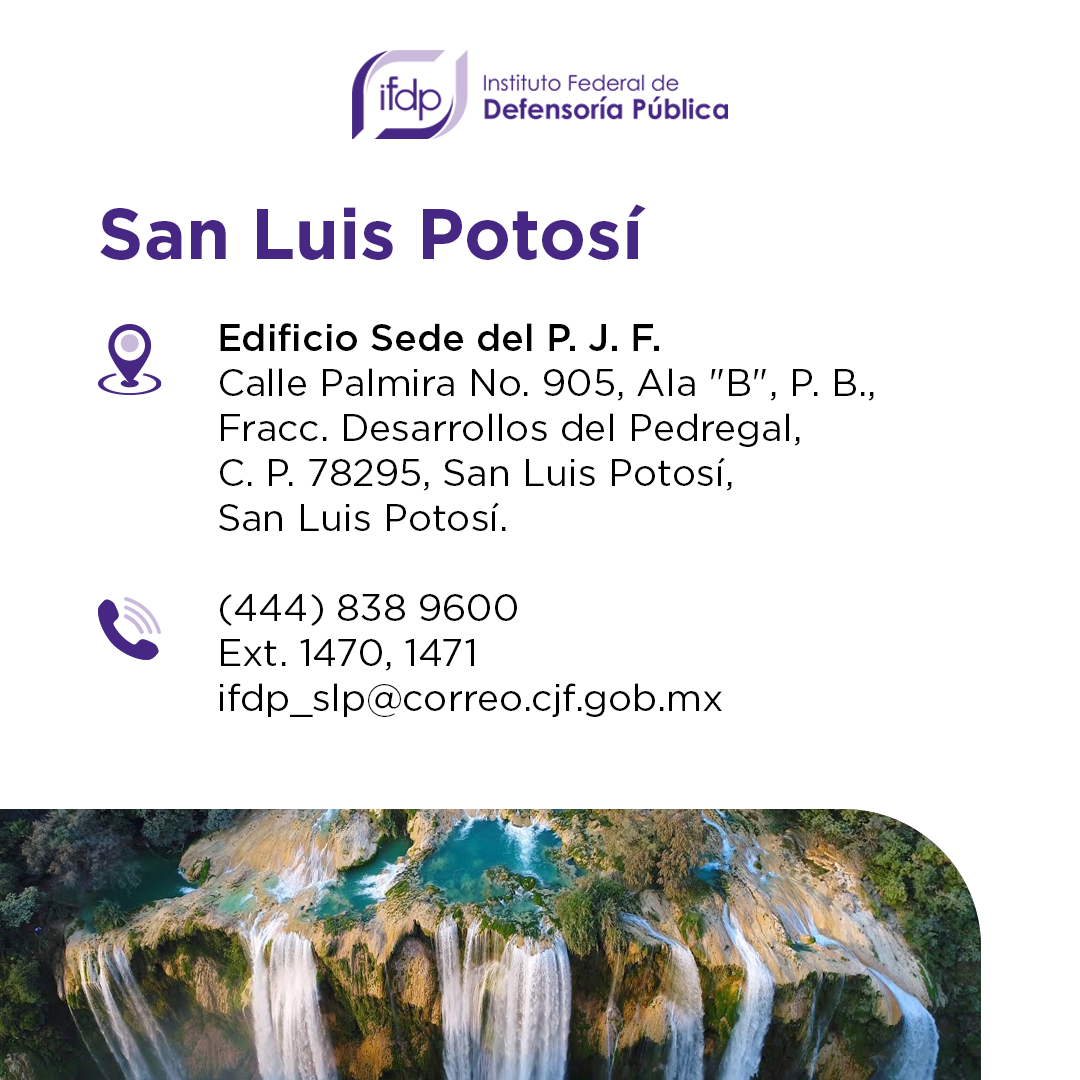 ifdp
Instituto Federal de
Defensoría Pública
San Luis Potosí
Edificio Sede del P. J. F.
Calle Palmira No. 905, Ala "B", P. B.,
Fracc. Desarrollos del Pedregal,
C. P. 78295, San Luis Potosí,
San Luis Potosí.
(444) 838 9600
Ext. 1470, 1471
ifdp_slp@correo.cjf.gob.mx